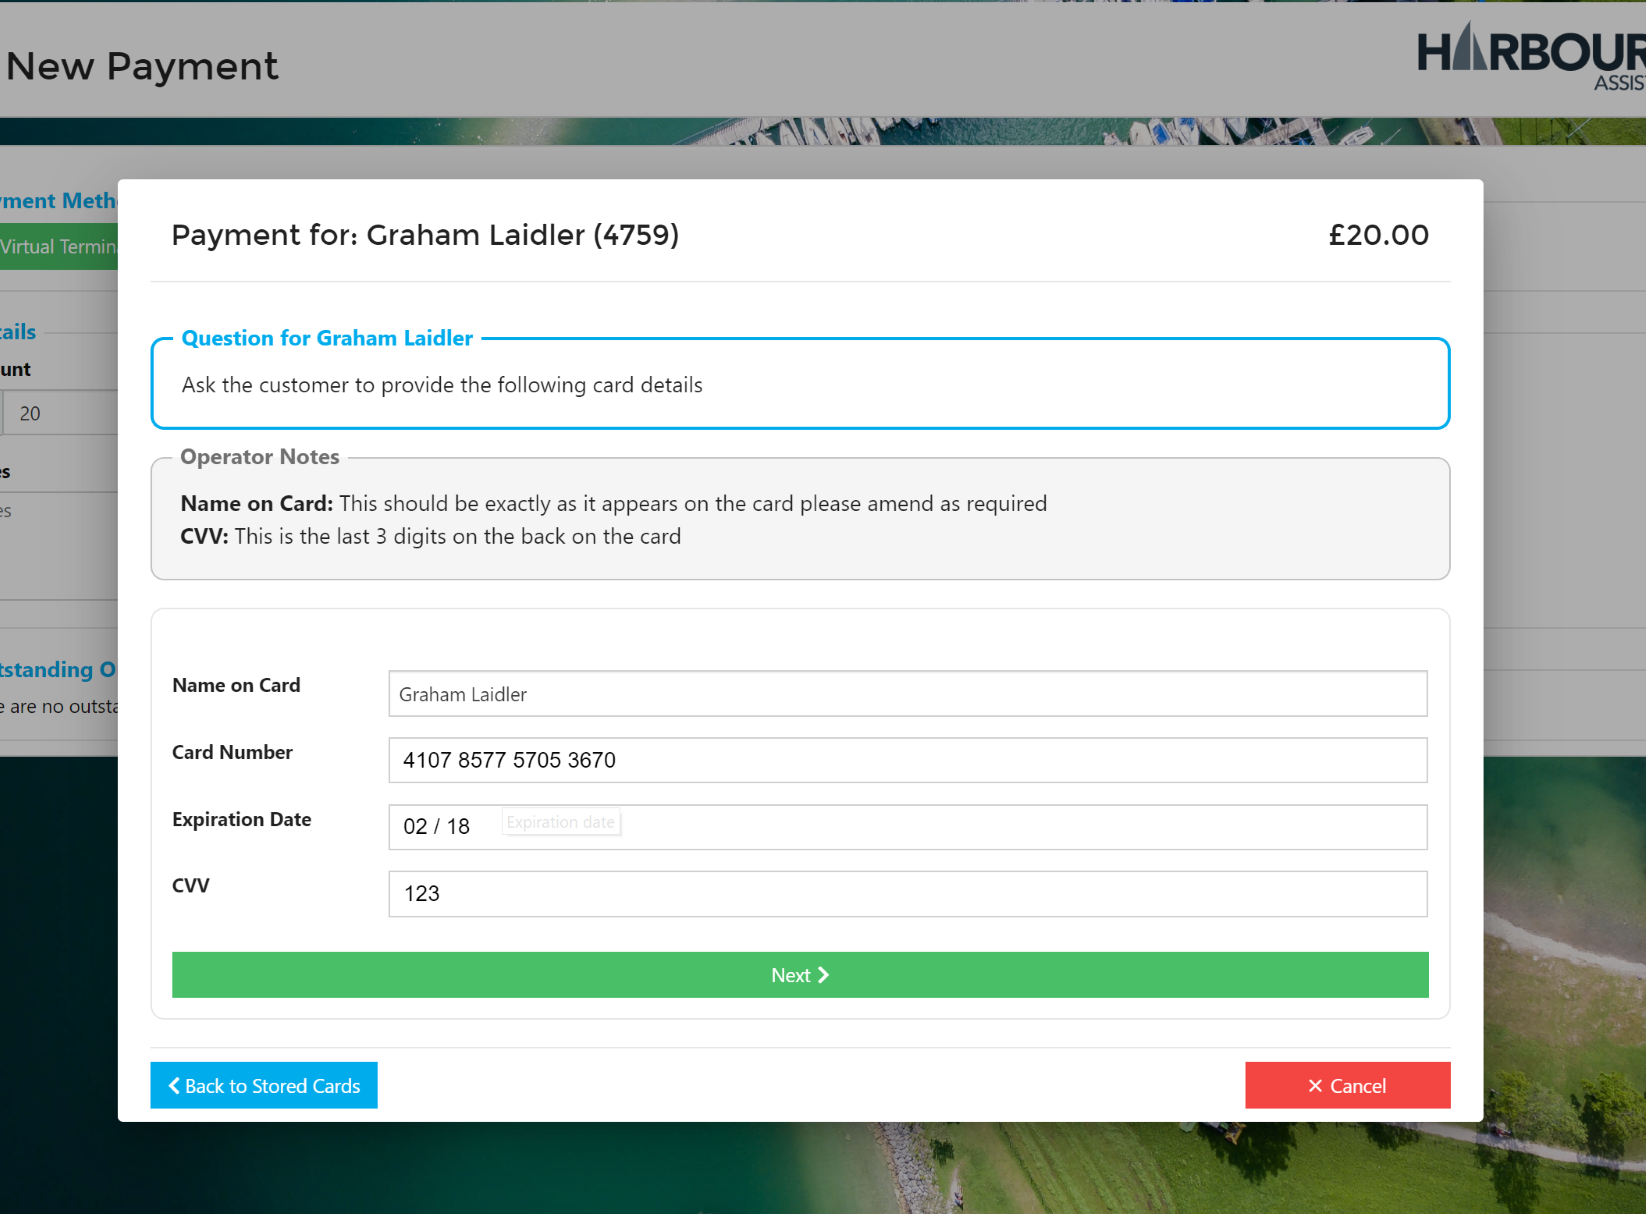 New Payment
HARBOUR
ASSIS
yment Meth
Virtual Termina
Payment for: Graham Laidler (4759)
£20.00
ails
unt
20
es
es
Question for Graham Laidler
Ask the customer to provide the following card details
Operator Notes
Name on Card: This should be exactly as it appears on the card please amend as required
CVV: This is the last 3 digits on the back on the card
tstanding O
e are no outsta
Name on Card
Graham Laidler
Card Number
4107 8577 5705 3670
Expiration Date
02 / 18
Expiration date
CVV
123
Next
Back to Stored Cards
Cancel